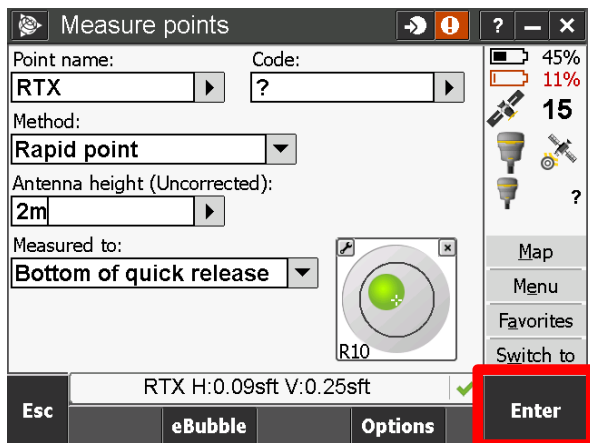 Measure points
? – ×
45%
11%
15
?
Point name:
Code:
RTX
?
Method:
Rapid point
Antenna height (Uncorrected):
2m
Measured to:
Bottom of quick release
R10
Map
Menu
Favorites
Switch to
RTX H:0.09sft V:0.25sft
Esc
eBubble
Options
Enter